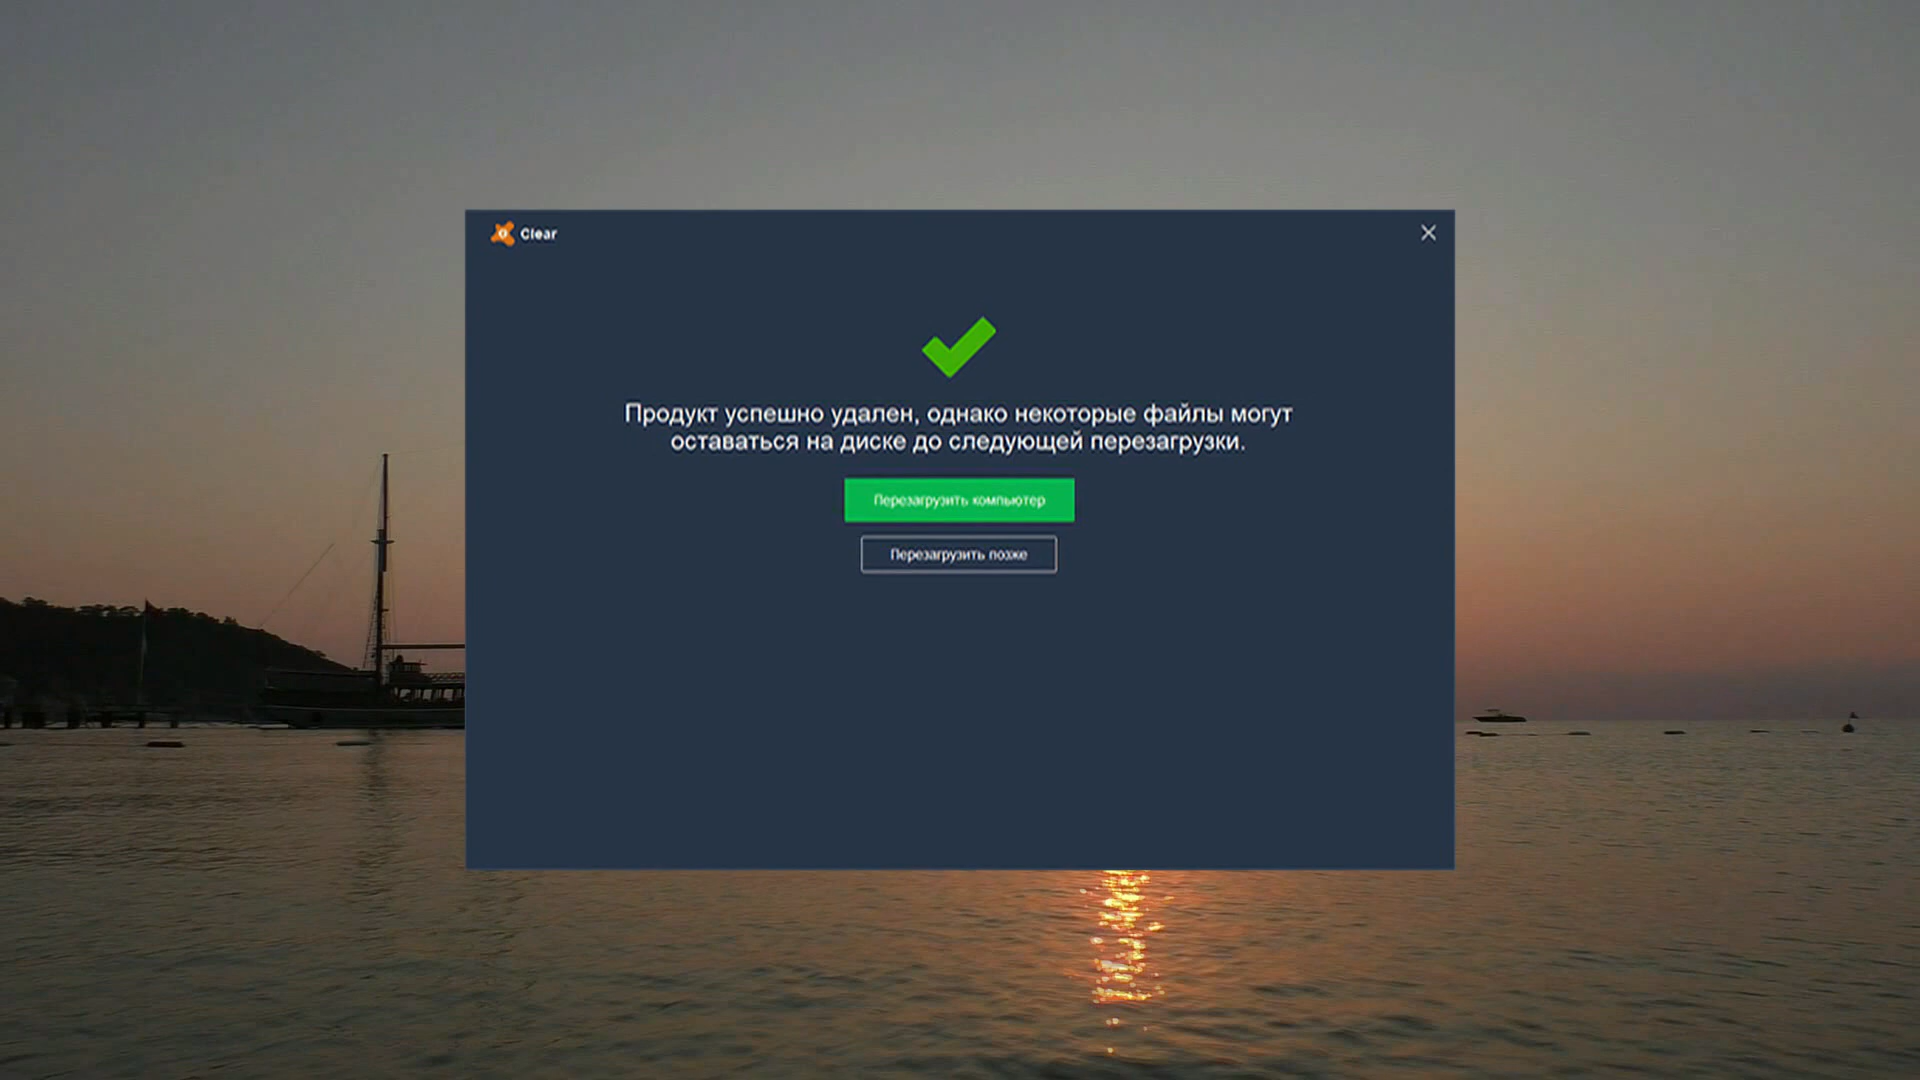 Clear
Продукт успешно удален, однако некоторые файлы могут
оставаться на диске до следующей перезагрузки.
Перезагрузить компьютер
Перезагрузить позже